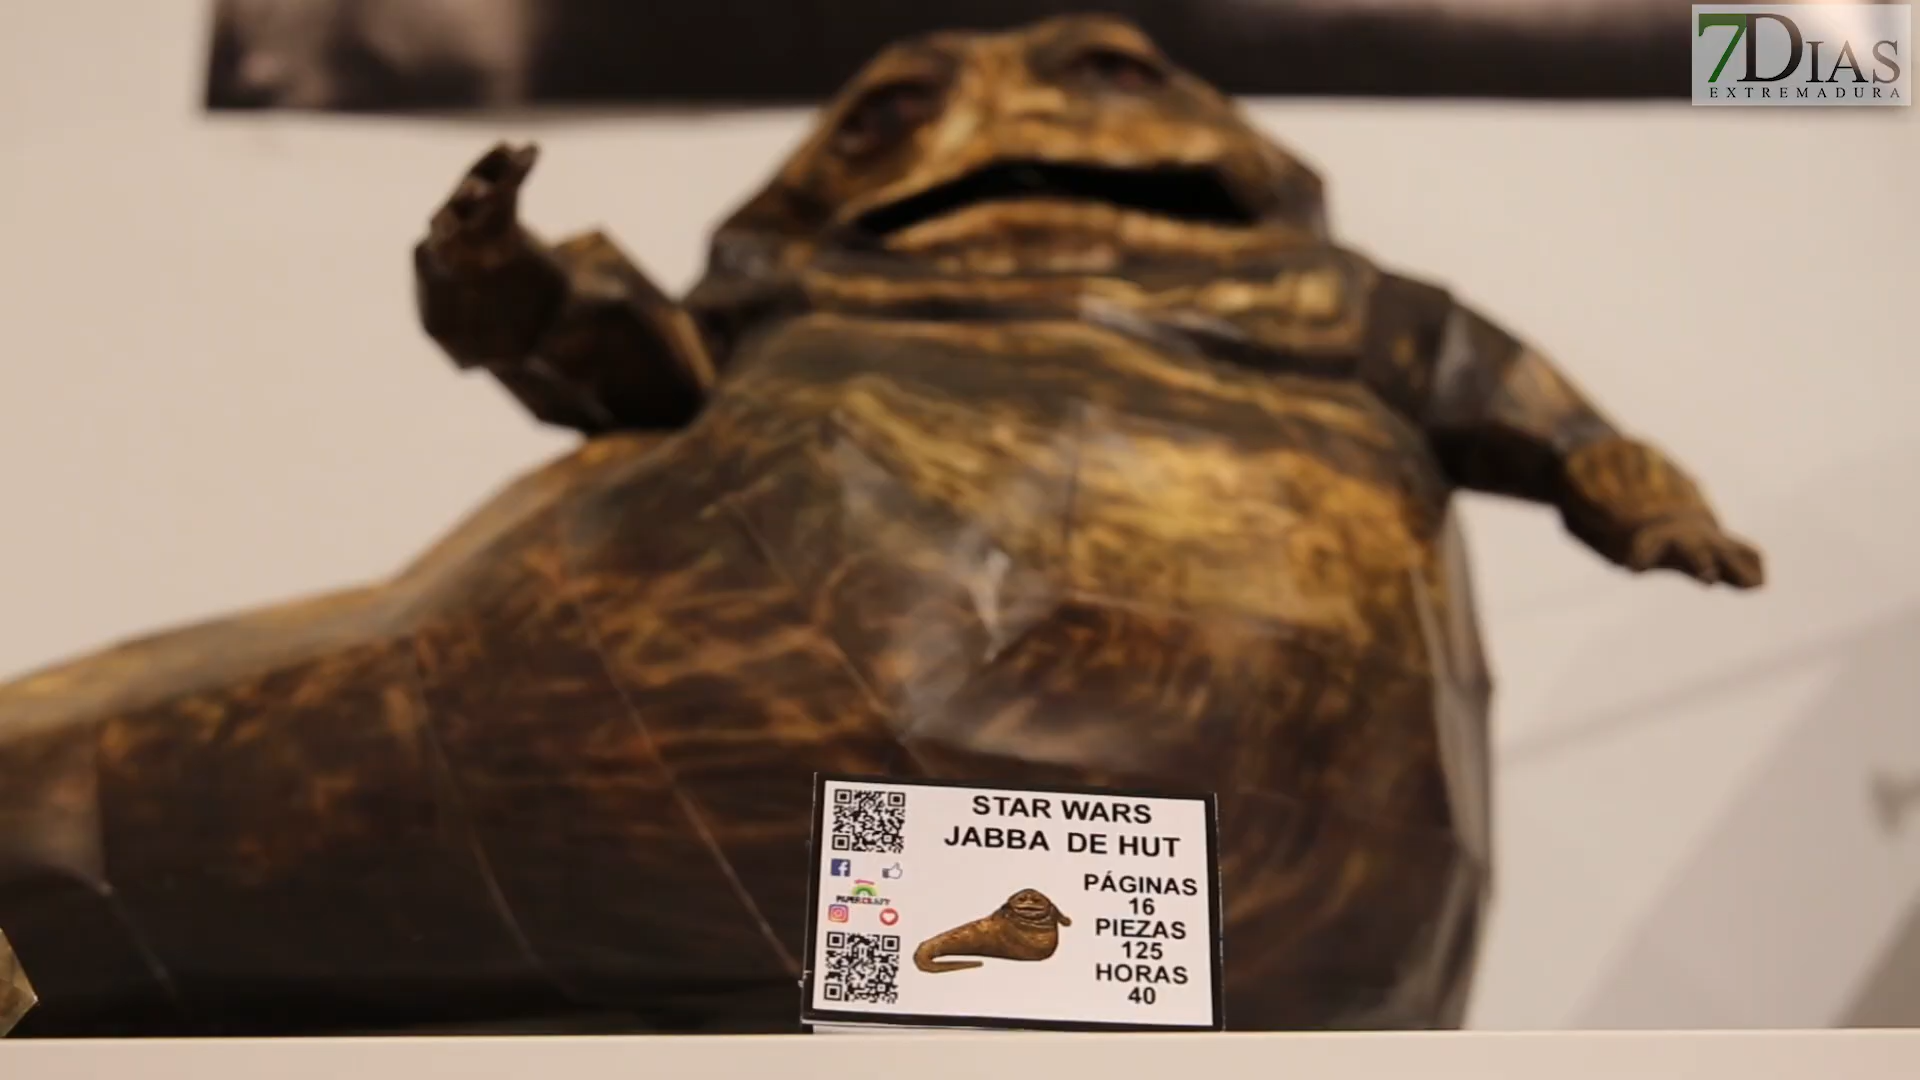 7DIAS
EXTREMADURA
STAR WARS
JABBA DE HUT
PÁGINAS
16
PIEZAS
125
HORAS
40